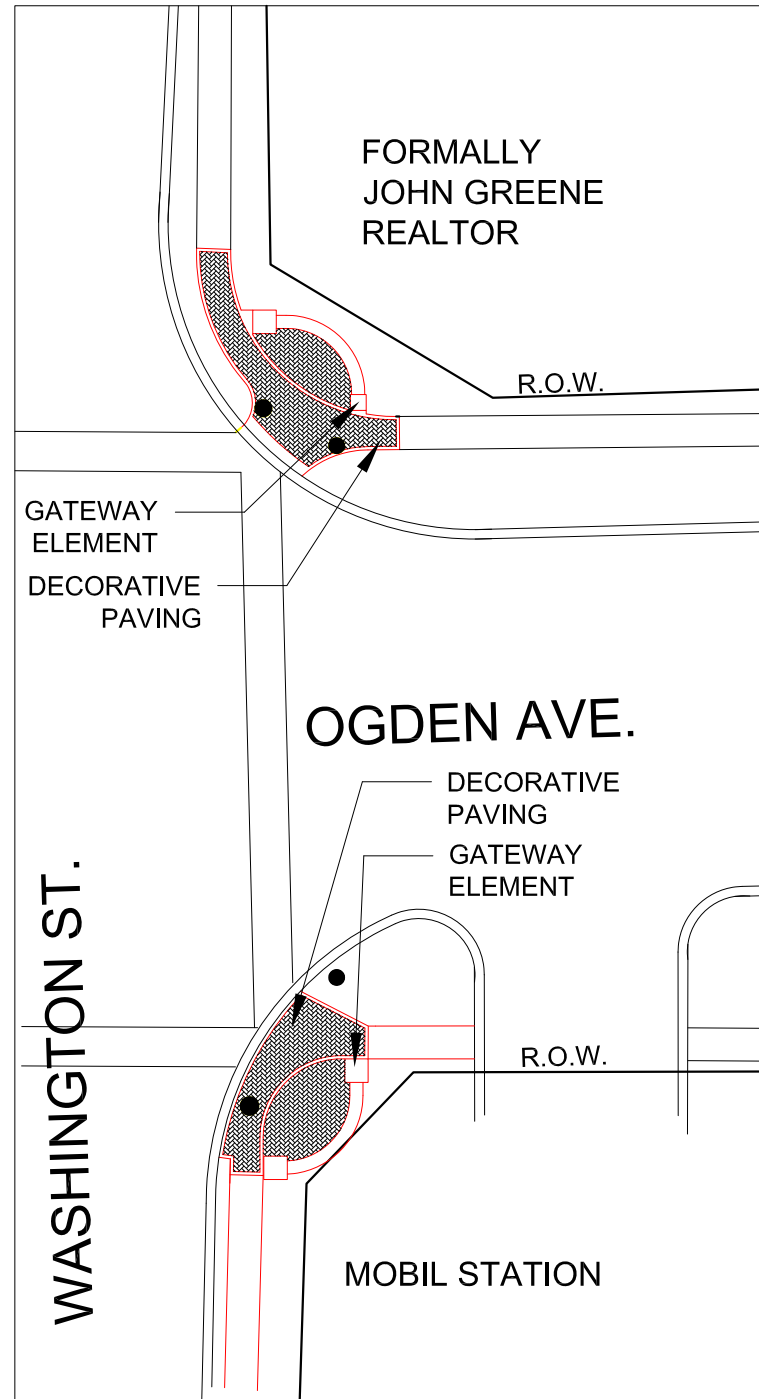 FORMALLY
JOHN GREENE
REALTOR
R.O.W.
GATEWAY
ELEMENT
DECORATIVE
PAVING
OGDEN AVE.
DECORATIVE
PAVING
GATEWAY
ELEMENT
WASHINGTON ST.
R.O.W.
MOBIL STATION